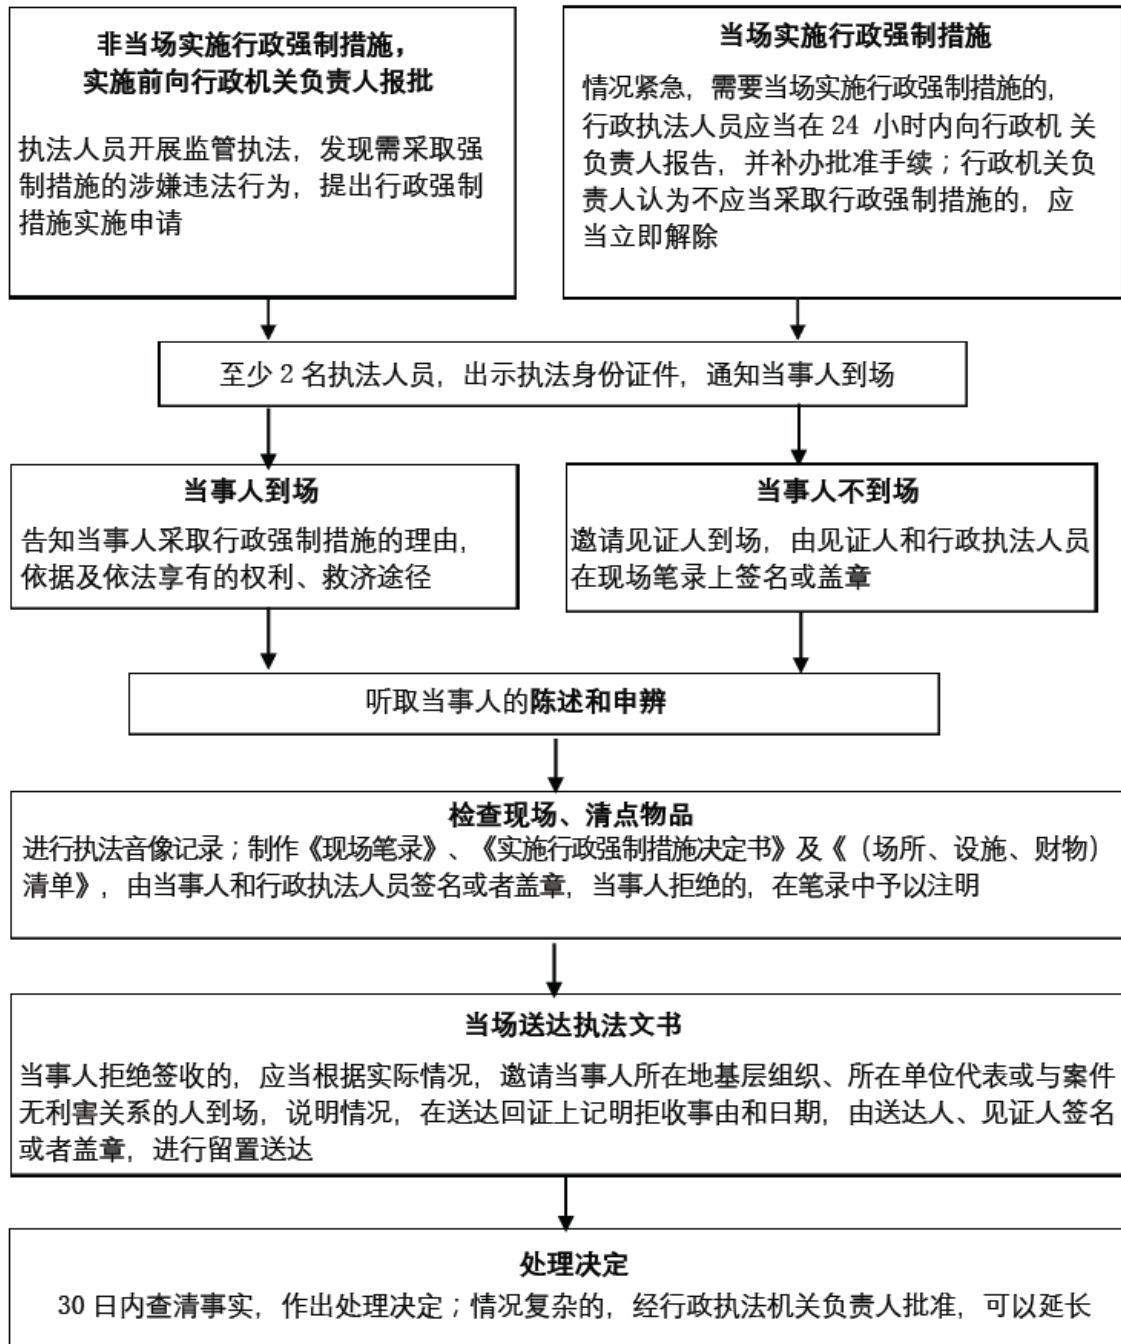 非当场实施行政强制措施，
实施前向行政机关负责人报批
执法人员开展监管执法，发现需采取强
制措施的涉嫌违法行为，提出行政强制
措施实施申请
当场实施行政强制措施
情况紧急，需要当场实施行政强制措施的，
行政执法人员应当在 24 小时内向行政机 关
负责人报告，并补办批准手续；行政机关负
责人认为不应当采取行政强制措施的，应
当立即解除
至少 2 名执法人员，出示执法身份证件，通知当事人到场
当事人到场
告知当事人采取行政强制措施的理由，
依据及依法享有的权利、救济途径
当事人不到场
邀请见证人到场，由见证人和行政执法人员
在现场笔录上签名或盖章
听取当事人的陈述和申辨
检查现场、清点物品
进行执法音像记录；制作《现场笔录》、《实施行政强制措施决定书》及《（场所、设施、财物）
清单》，由当事人和行政执法人员签名或者盖章，当事人拒绝的，在笔录中予以注明
当场送达执法文书
当事人拒绝签收的，应当根据实际情况，邀请当事人所在地基层组织、所在单位代表或与案件
无利害关系的人到场，说明情况，在送达回证上记明拒收事由和日期，由送达人、见证人签名
或者盖章，进行留置送达
处理决定
30 日内查清事实，作出处理决定；情况复杂的，经行政执法机关负责人批准，可以延长